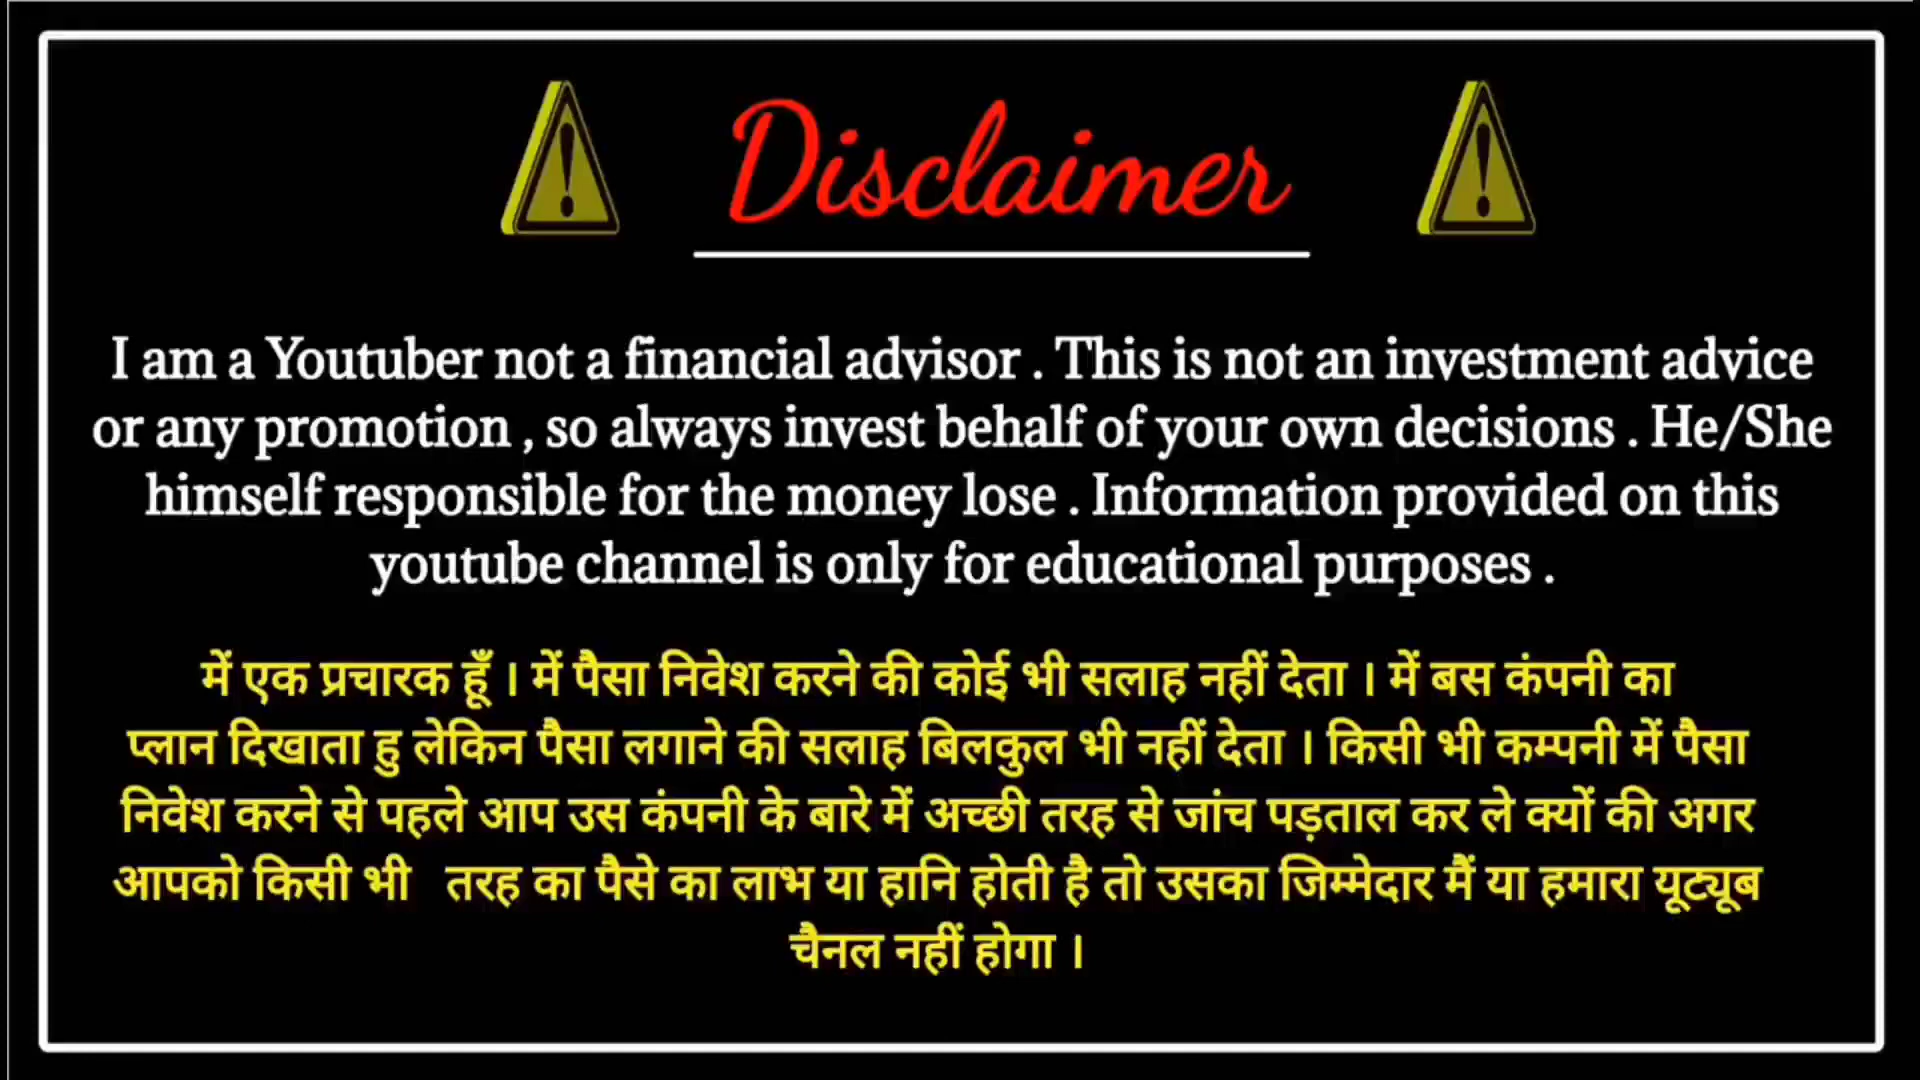 Disclaimer
I am a Youtuber not a financial advisor . This is not an investment advice
or any promotion , so always invest behalf of your own decisions . He/She
himself responsible for the money lose . Information provided on this
youtube channel is only for educational purposes .
में एक प्रचारक हूँ । में पैसा निवेश करने की कोई भी सलाह नहीं देता । में बस कंपनी का
प्लान दिखाता हु लेकिन पैसा लगाने की सलाह बिलकुल भी नहीं देता । किसी भी कम्पनी में पैसा
निवेश करने से पहले आप उस कंपनी के बारे में अच्छी तरह से जांच पड़ताल कर ले क्यों की अगर
आपको किसी भी तरह का पैसे का लाभ या हानि होती है तो उसका जिम्मेदार मैं या हमारा यूट्यूब
चैनल नहीं होगा ।